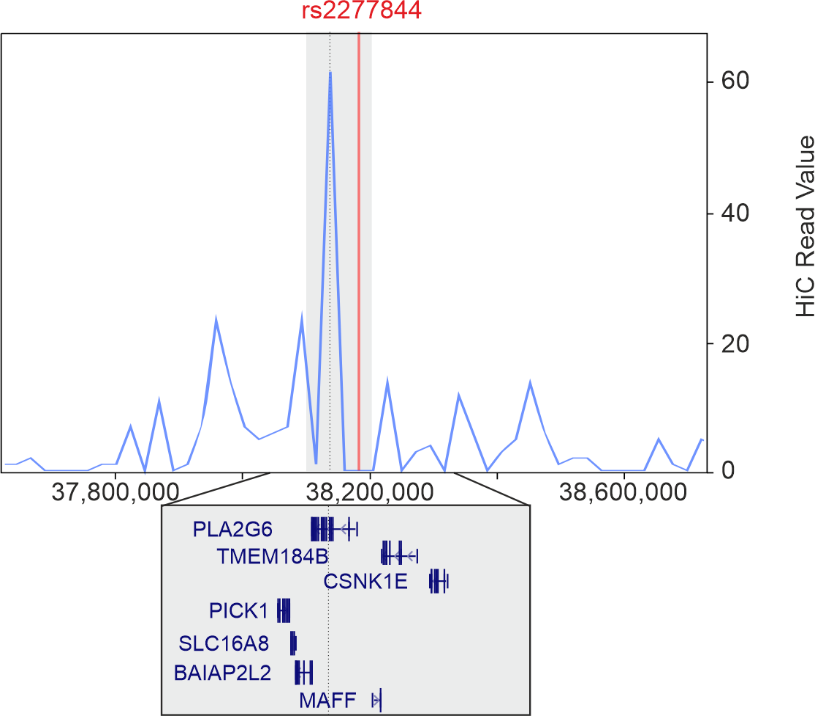 rs2277844
60
40
20
0
HiC Read Value
37,800,000 38,200,000 38,600,000
PLA2G6
TMEM184B
CSNK1E
PICK1
SLC16A8
BAIAP2L2
MAFF